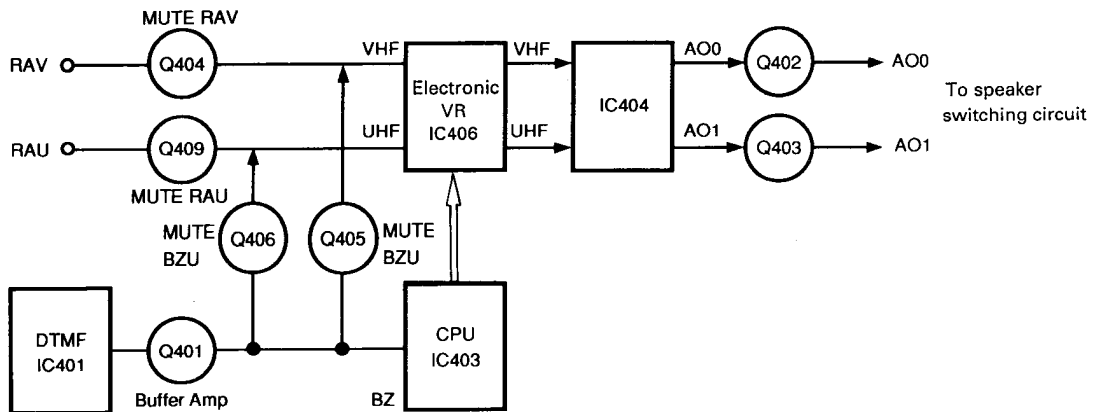 MUTE RAV
RAV
Q404
VHF
Electronic
VR
IC406
VHF
IC404
AO0
Q402
AO0
To speaker
switching circuit
RAU
Q409
UHF
UHF
AO1
Q403
AO1
MUTE RAU
MUTE
BZU
Q406
Q405
MUTE
BZU
DTMF
IC401
Q401
Buffer Amp
CPU
IC403
BZ